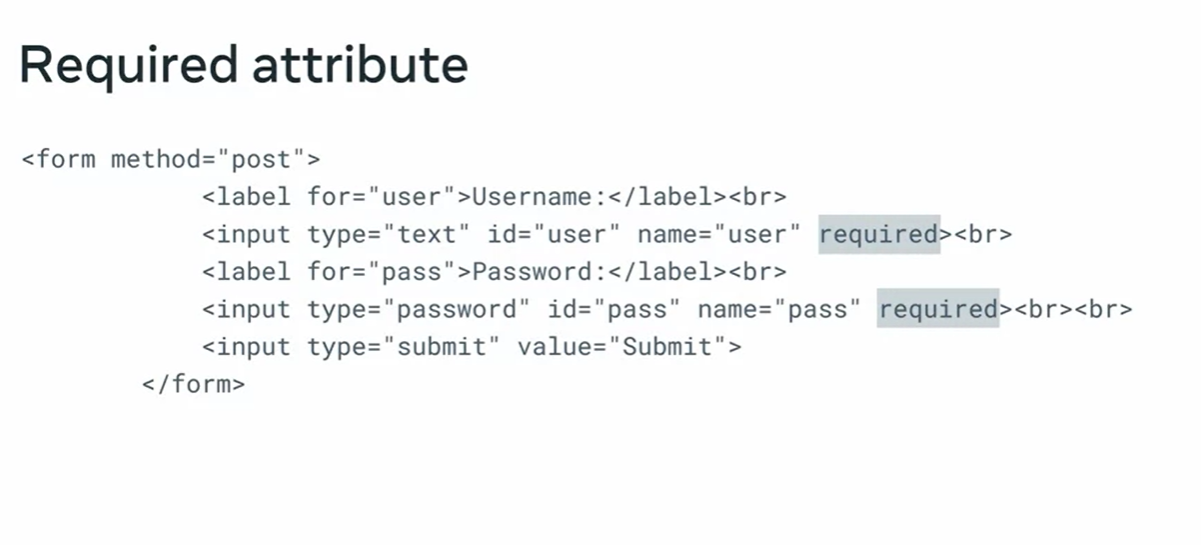 Required attribute
<form method="post">
<label for="user">Username:</label><br>
<input type="text" id="user" name="user" required><br>
<label for="pass">Password:</label><br>
<input type="password" id="pass" name="pass" required><br><br>
<input type="submit" value="Submit">
</form>